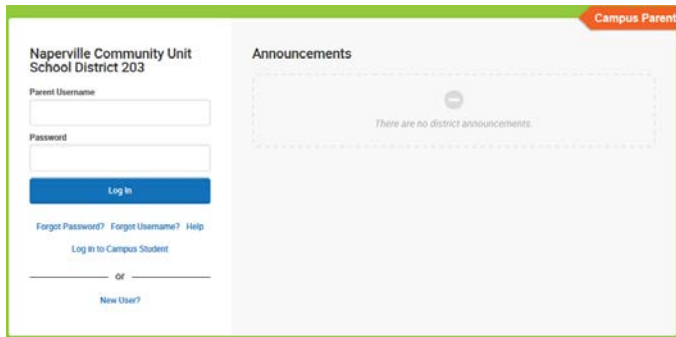 Campus Parent
Naperville Community Unit
School District 203
Parent Username
Password
Log In
Forgot Password? Forgot Username? Help
Log in to Campus Student
or
New User?
Announcements
There are no district announcements.